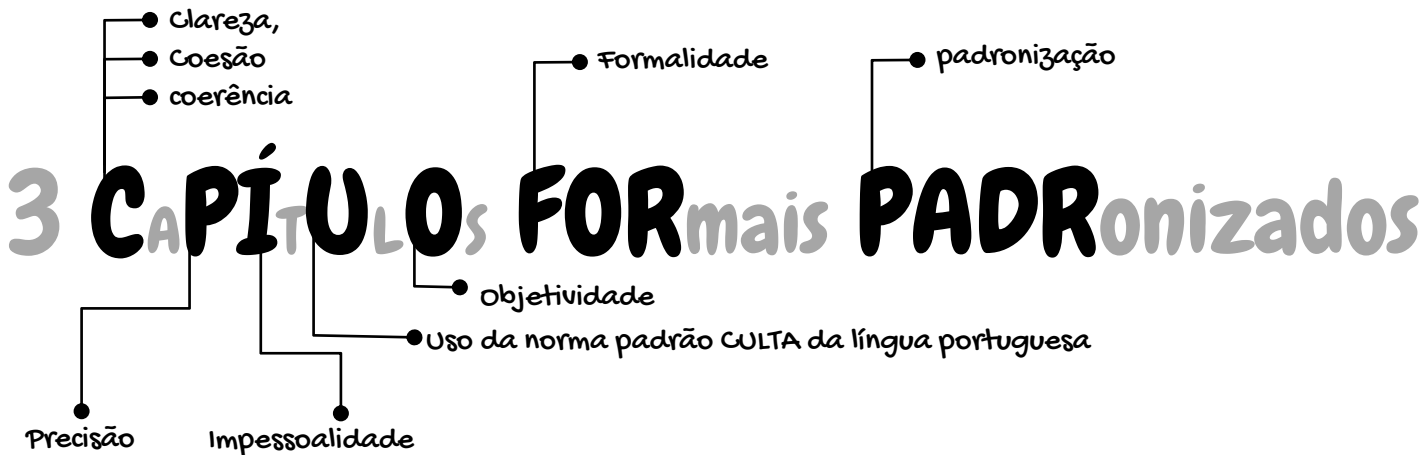 Clareza,
Coesão
coerência
Formalidade
padronização
3 CAPÍTULOS FORmais PADRonizados
Objetividade
Uso da norma padrão CULTA da língua portuguesa
Precisão
Impessoalidade